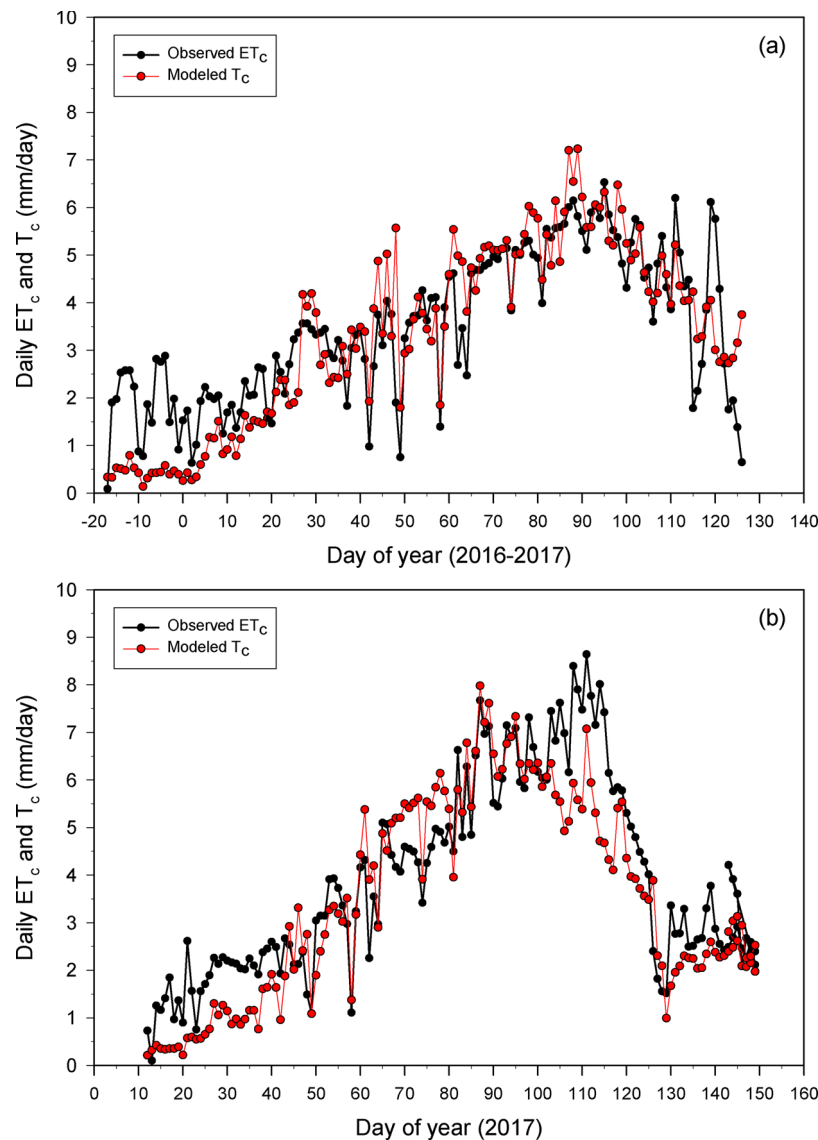 10
9
8
7
6
5
4
3
2
1
0
Daily ETc and Tc (mm/day)
Observed ETc
Modeled Tc
(a)
-20 -10 0 10 20 30 40 50 60 70 80 90 100 110 120 130 140
Day of year (2016-2017)
10
9
8
7
6
5
4
3
2
1
0
Daily ETc and Tc (mm/day)
Observed ETc
Modeled Tc
(b)
0 10 20 30 40 50 60 70 80 90 100 110 120 130 140 150 160
Day of year (2017)